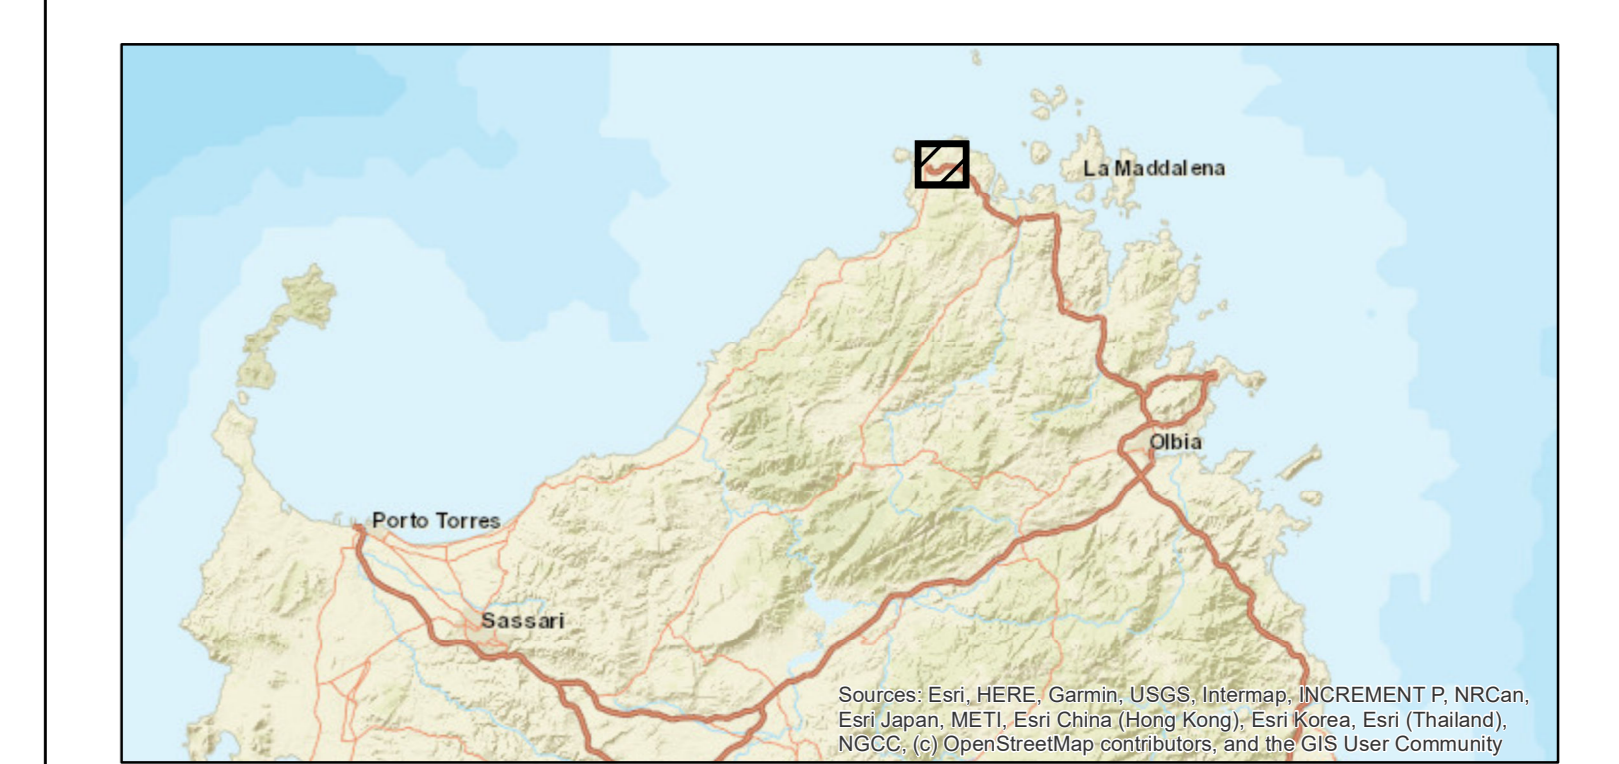 La Maddalena
Olbia
Porto Torres
Sassari
Sources: Esri, HERE, Garmin, USGS, Intermap, INCREMENT P, NRCan,
Esri Japan, METI, Esri China (Hong Kong), Esri Korea, Esri (Thailand),
NGCC, (c) OpenStreetMap contributors, and the GIS User Community